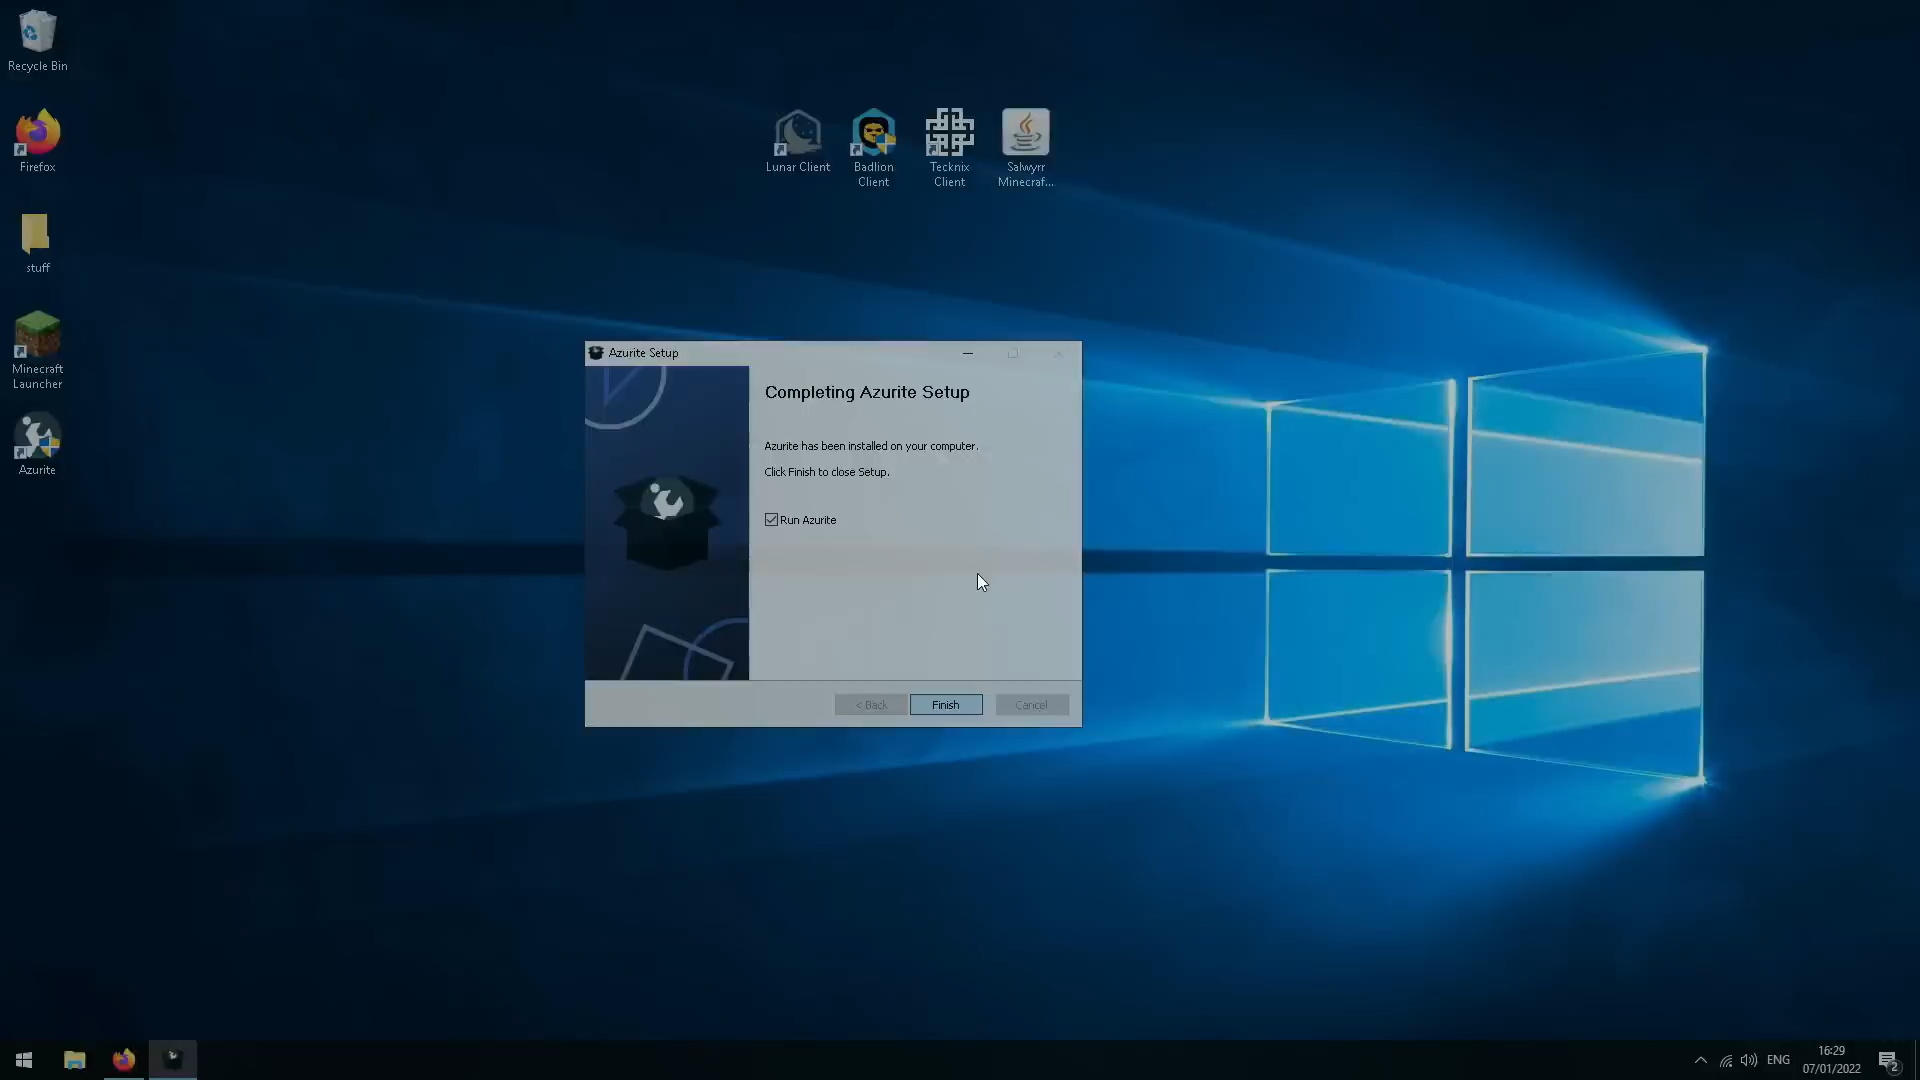 Recycle Bin
Firefox
stuff
Minecraft
Launcher
Azurite
Lunar Client
Badlion
Client
Tecknix
Client
Salwyrr
Minecraf...
Azurite Setup
Completing Azurite Setup
Azurite has been installed on your computer.
Click Finish to close Setup.
Run Azurite
< Back
Finish
Cancel
ENG
16:29
07/01/2022
2